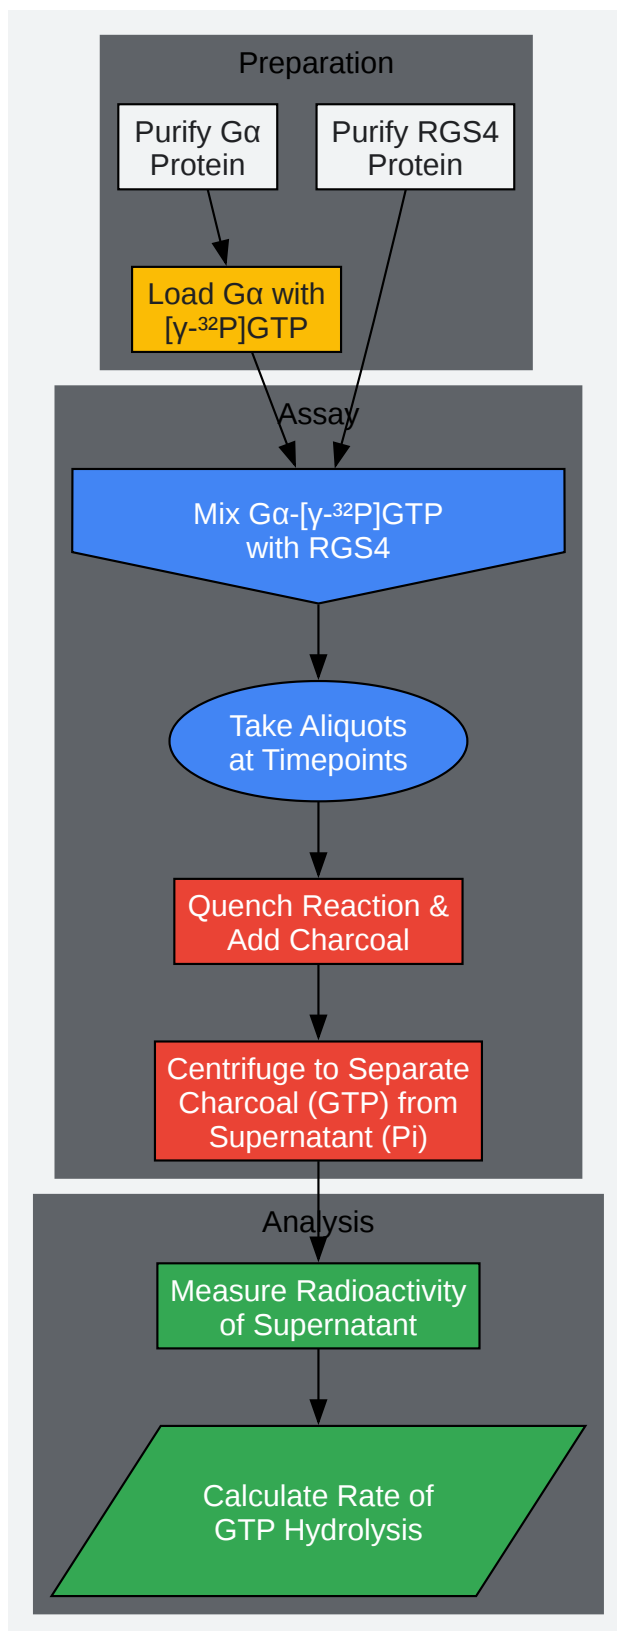 Preparation
Purify Gα
Protein
Purify RGS4
Protein
Load Gα with
[γ-³²P]GTP
Assay
Mix Gα-[γ-³²P]GTP
with RGS4
Take Aliquots
at Timepoints
Quench Reaction &
Add Charcoal
Centrifuge to Separate
Charcoal (GTP) from
Supernatant (Pi)
Analysis
Measure Radioactivity
of Supernatant
Calculate Rate of
GTP Hydrolysis